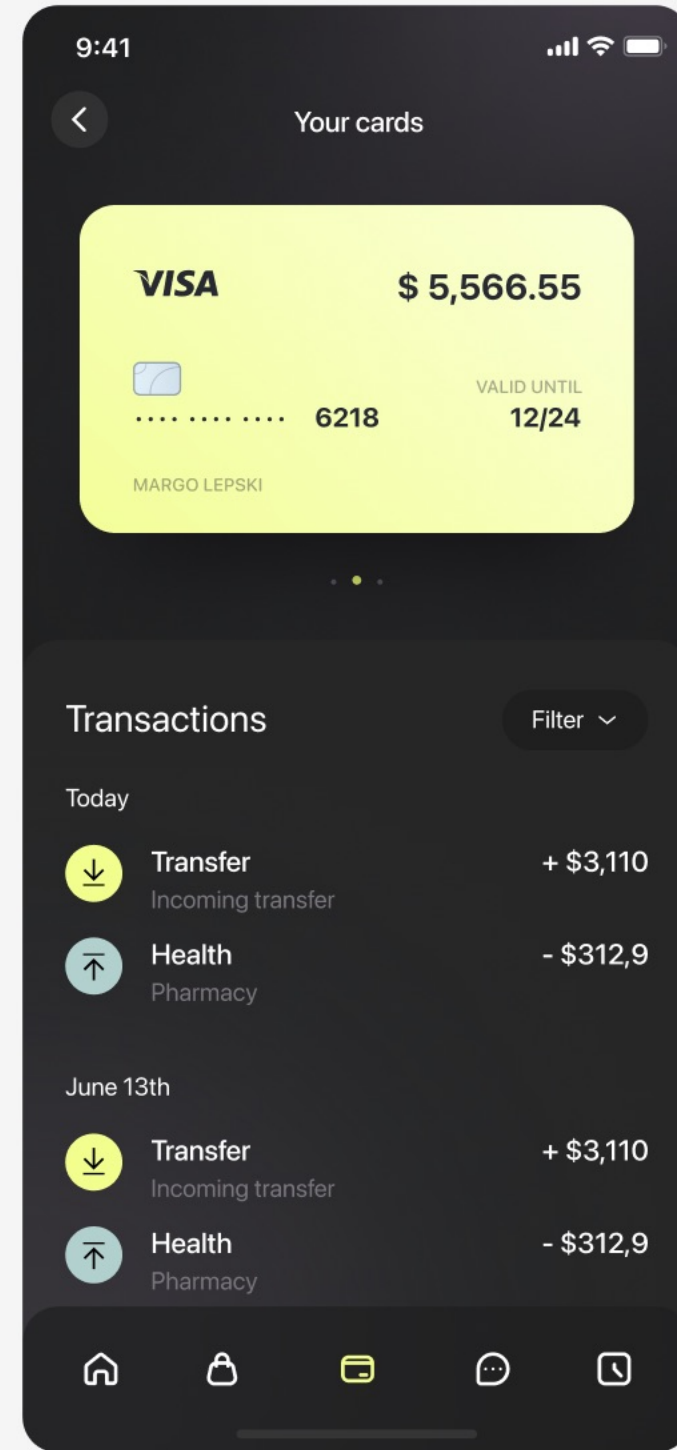 9:41
Your cards
VISA
$ 5,566.55
VALID UNTIL
.... .... .... 6218
12/24
MARGO LEPSKI
Transactions
Filter
Today
Transfer
+ $3,110
Incoming transfer
Health
- $312,9
Pharmacy
June 13th
Transfer
+ $3,110
Incoming transfer
Health
- $312,9
Pharmacy